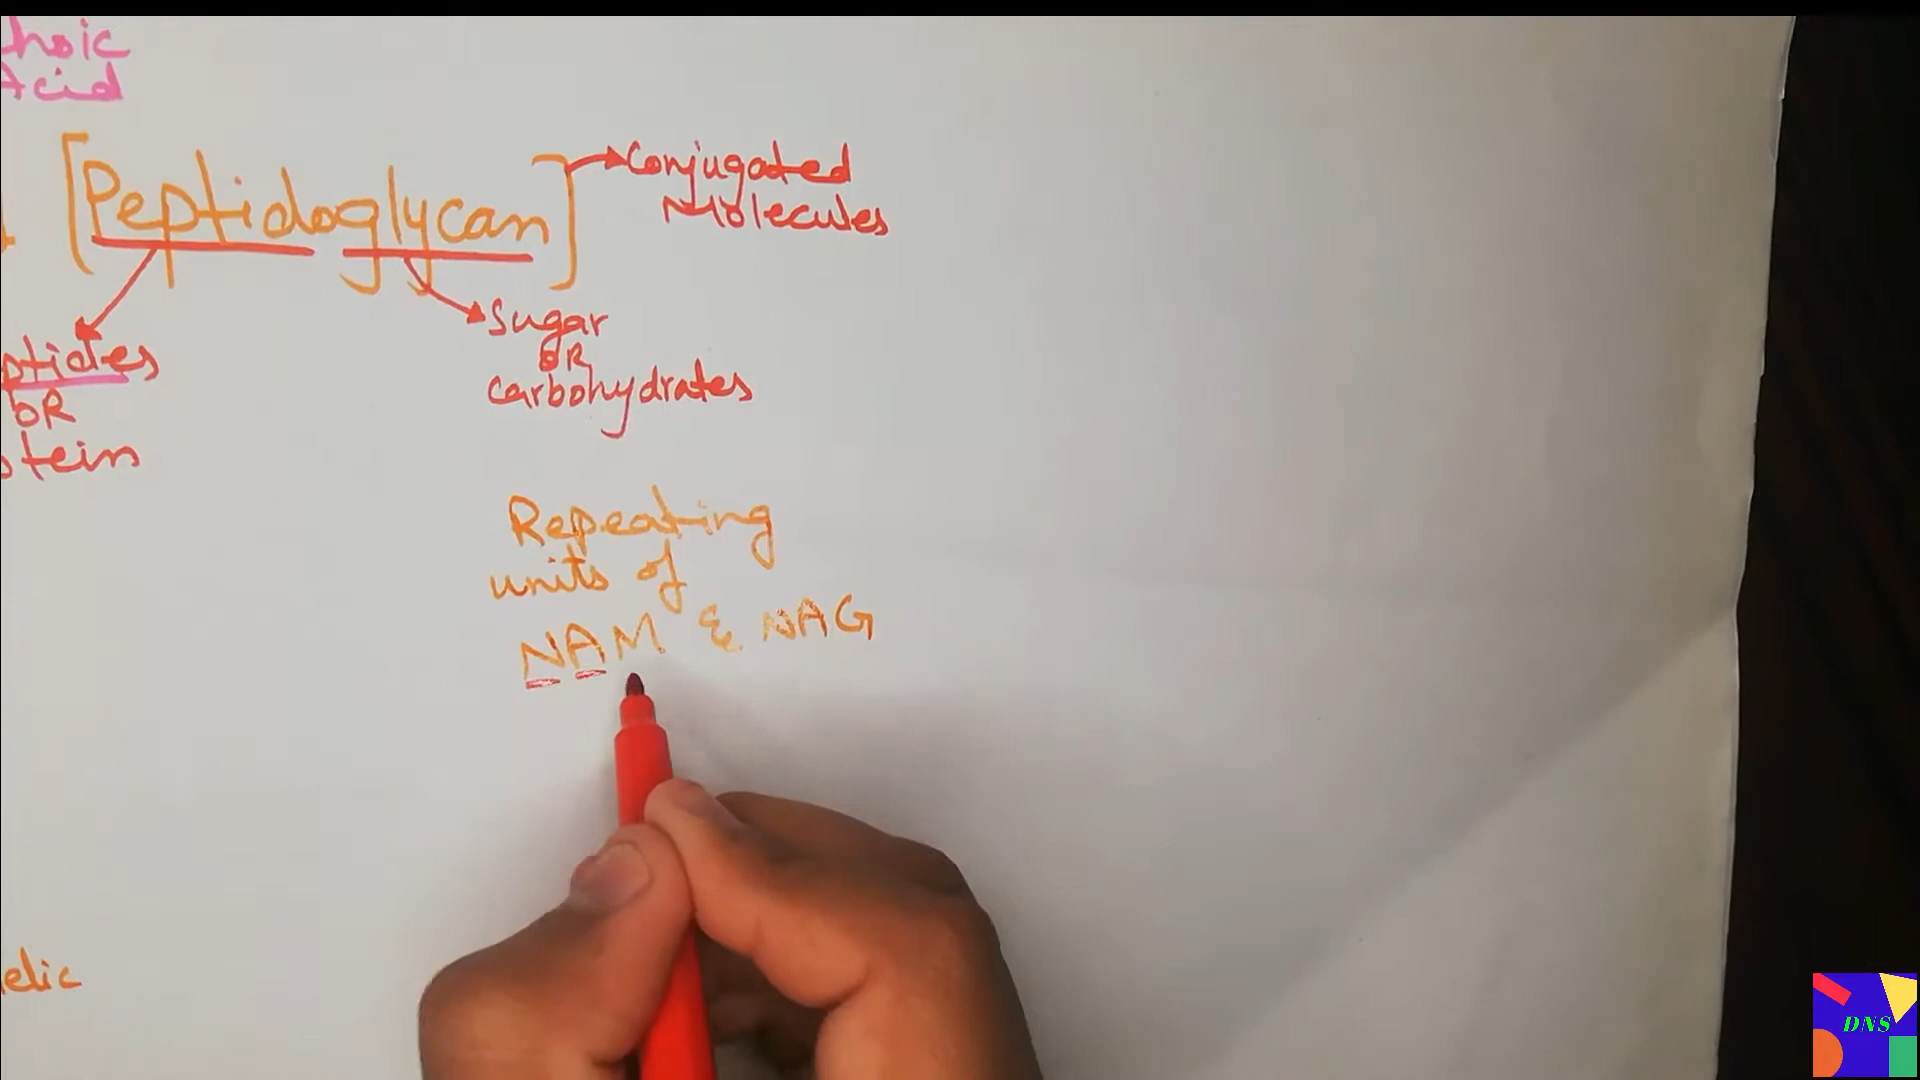 hoic
Acid
[Peptidoglycan]
Conjugated
Molecules
Sugar
OR
carbohydrates
ptides
OR
tein
Repeating
units of
NAM & NAG
elic
DNS